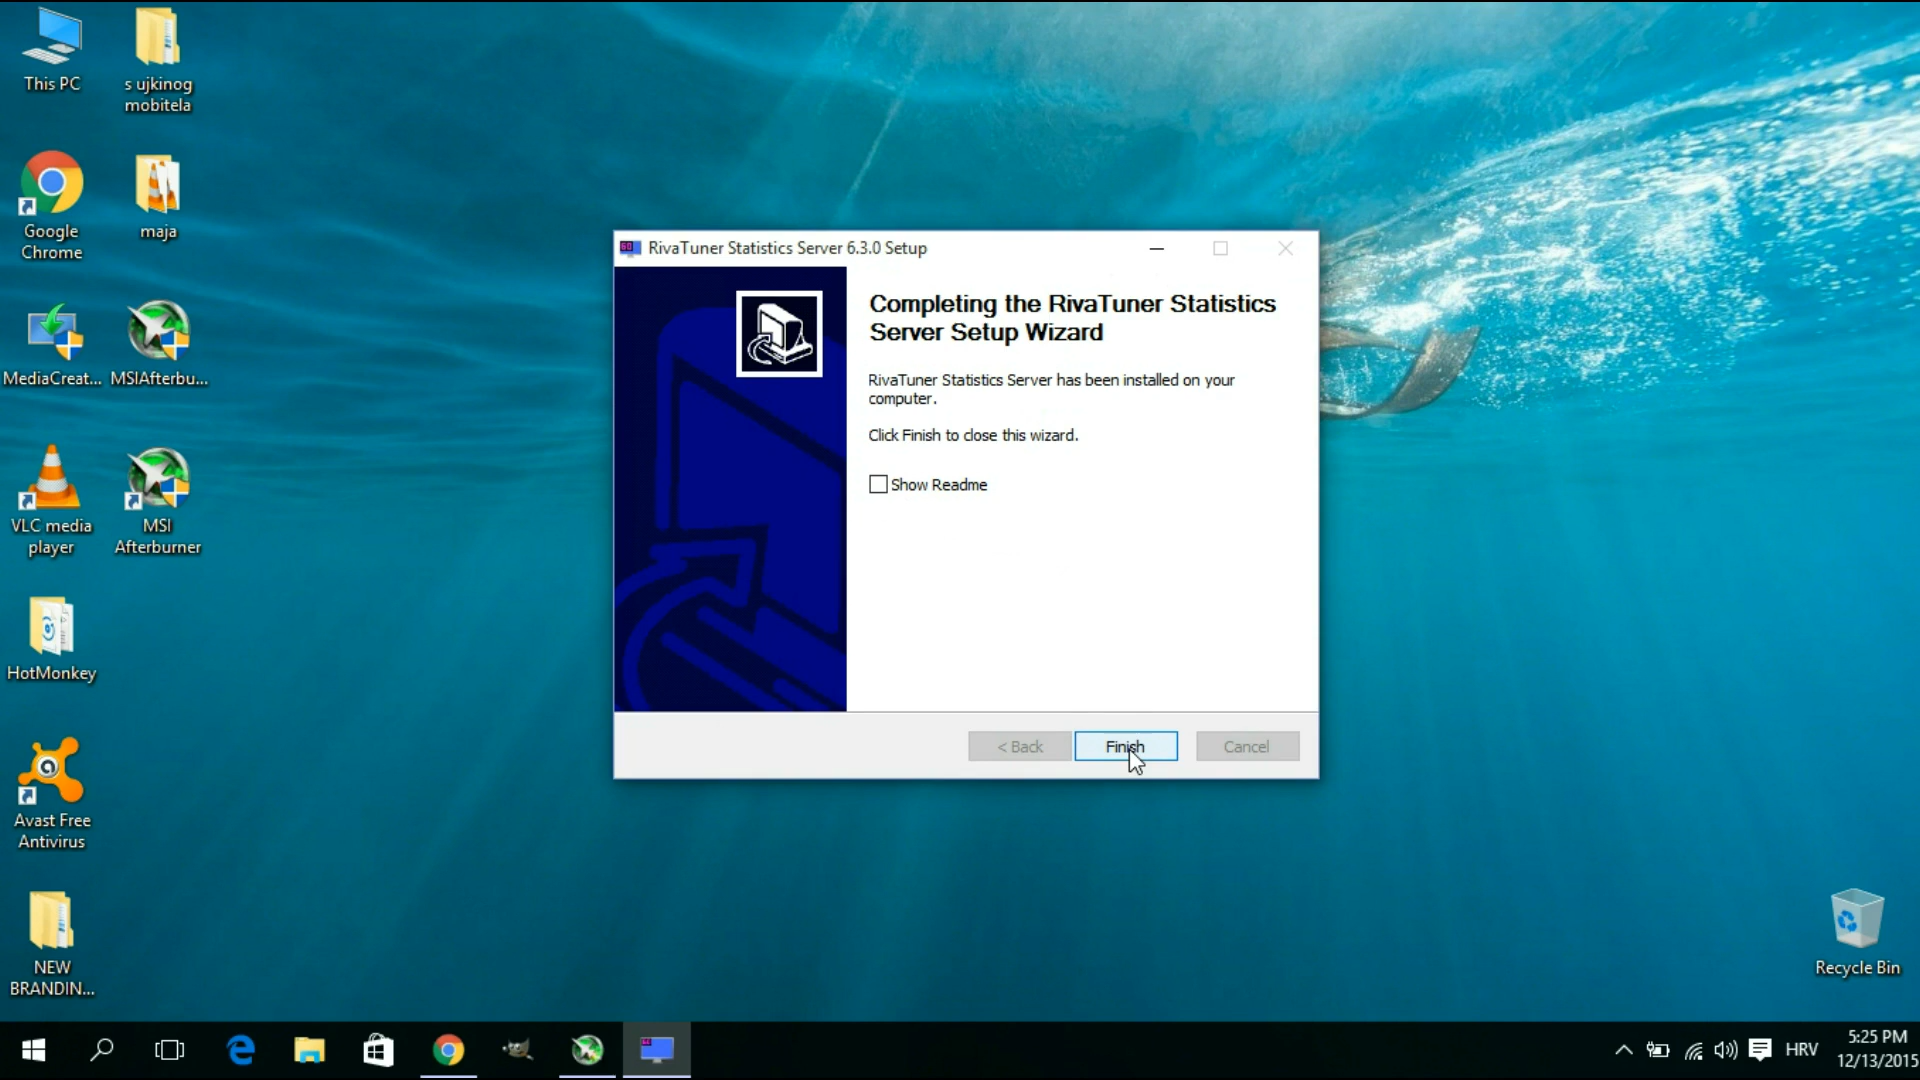 This PC
s ujkinog
mobitela
Google
Chrome
maja
MediaCreat...
MSIAfterbu...
VLC media
player
MSI
Afterburner
HotMonkey
Avast Free
Antivirus
NEW
BRANDIN...
RivaTuner Statistics Server 6.3.0 Setup
Completing the RivaTuner Statistics
Server Setup Wizard
RivaTuner Statistics Server has been installed on your
computer.
Click Finish to close this wizard.
Show Readme
< Back
Finish
Cancel
Recycle Bin
HRV
5:25 PM
12/13/2015